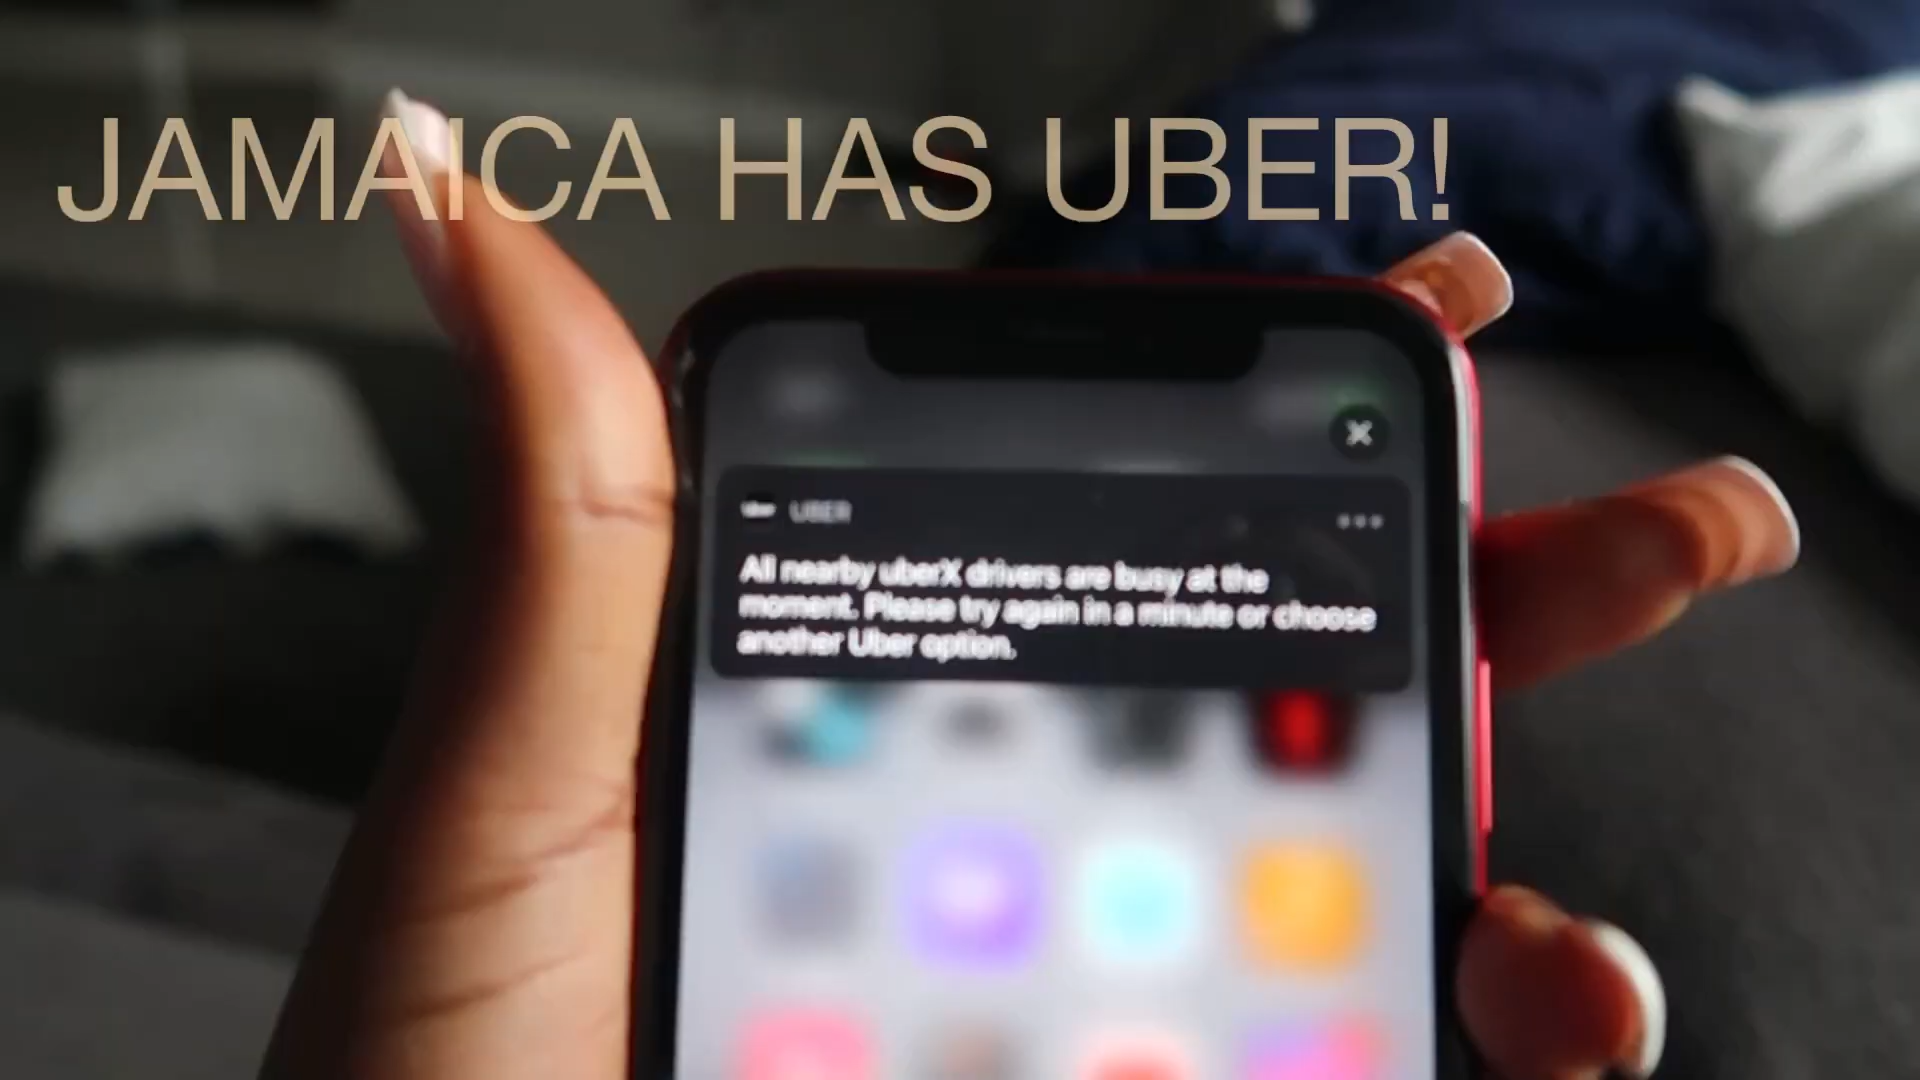 JAMAICA HAS UBER!
UBER
All nearby uberX drivers are busy at the
moment. Please try again in a minute or choose
another Uber option.